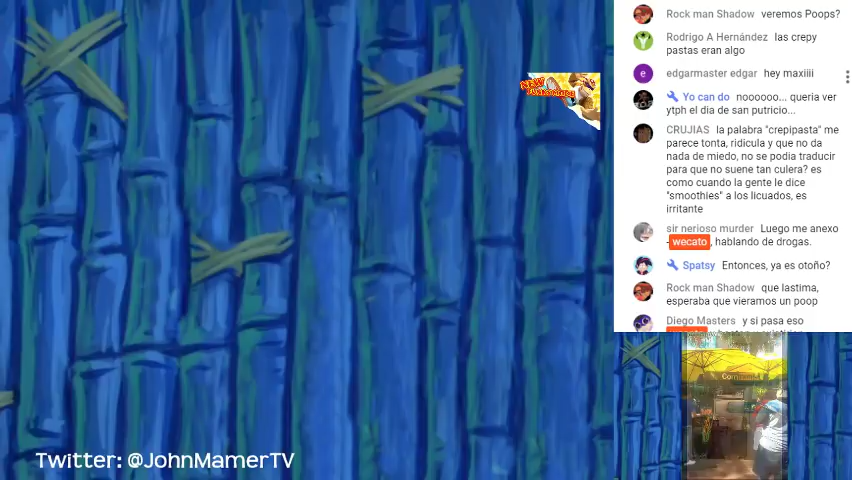 Rock man Shadow veremos Poops?
Rodrigo A Hernández las crepy
pastas eran algo
edgarmaster edgar hey maxiiii
Yo can do noooooo... queria ver
ytph el dia de san putricio...
CRUJIAS la palabra "crepipasta" me
parece tonta, ridicula y que no da
nada de miedo, no se podia traducir
para que no suene tan culera? es
como cuando la gente le dice
"smoothies" a los licuados, es
irritante
sir nerioso murder Luego me anexo
-wecato, hablando de drogas.
Spatsy Entonces, ya es otoño?
Rock man Shadow que lastima,
esperaba que vieramos un poop
Diego Masters y si pasa eso
NEW
Twitter: @JohnMamerTV